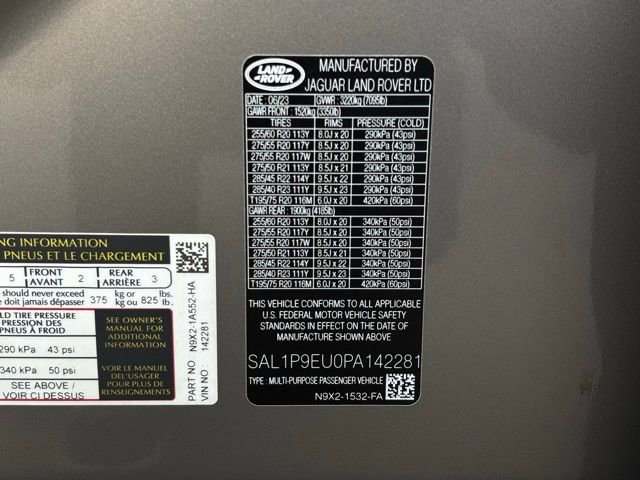 LAND ROVER
MANUFACTURED BY
JAGUAR LAND ROVER LTD
DATE : 06/23 GVWR : 3220kg (7095lb)
GAWR FRONT : 1520kg (3350lb)
TIRES RIMS PRESSURE (COLD)
255/60 R20 113Y 8.0J x 20 290kPa (43psi)
275/55 R20 117Y 8.5J x 20 290kPa (43psi)
275/55 R20 117W 8.5J x 20 290kPa (43psi)
275/50 R21 113Y 8.5J x 21 290kPa (43psi)
285/45 R22 114Y 9.5J x 22 290kPa (43psi)
285/40 R23 111Y 9.5J x 23 290kPa (43psi)
T195/75 R20 116M 6.0J x 20 420kPa (60psi)
GAWR REAR : 1900kg (4185lb)
255/60 R20 113Y 8.0J x 20 340kPa (50psi)
275/55 R20 117Y 8.5J x 20 340kPa (50psi)
275/55 R20 117W 8.5J x 20 340kPa (50psi)
275/50 R21 113Y 8.5J x 21 340kPa (50psi)
285/45 R22 114Y 9.5J x 22 340kPa (50psi)
285/40 R23 111Y 9.5J x 23 340kPa (50psi)
T195/75 R20 116M 6.0J x 20 420kPa (60psi)
THIS VEHICLE CONFORMS TO ALL APPLICABLE
U.S. FEDERAL MOTOR VEHICLE SAFETY
STANDARDS IN EFFECT ON THE DATE OF
MANUFACTURE SHOWN ABOVE
SAL1P9EU0PA142281
TYPE : MULTI-PURPOSE PASSENGER VEHICLE
N9X2-1532-FA
NG INFORMATION
PNEUS ET LE CHARGEMENT
5 FRONT AVANT 2 REAR ARRIÈRE 3
should never exceed 375 kg or 825 lbs.
e doit jamais dépasser kg ou lb.
LD TIRE PRESSURE
PRESSION DES
PNEUS À FROID
290 kPa 43 psi
340 kPa 50 psi
SEE ABOVE /
VOIR CI DESSUS
SEE OWNER'S
MANUAL FOR
ADDITIONAL
INFORMATION
VOIR LE MANUEL
DE L'USAGER
POUR PLUS DE
RENSEIGNEMENTS
N9X2-1A552-HA
VIN NO 142281
PART NO